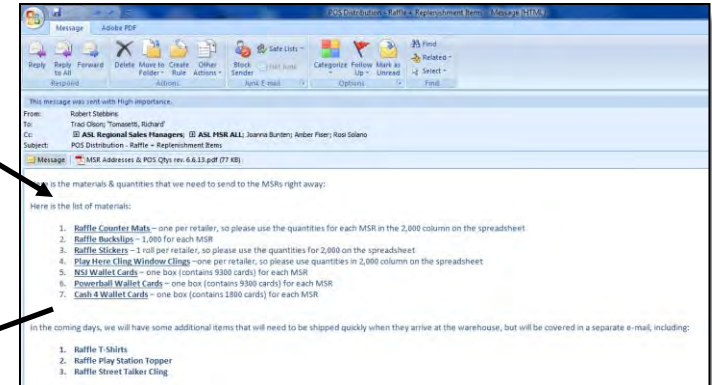 POS Distribution - Raffle + Replenishment Items - Message (HTML)
Message Adobe PDF
Reply
Reply to All
Forward
Delete
Move to Folder
Create Rule
Other Actions
Block Sender
Safe Lists
Not Junk
Categorize
Follow Up
Mark as Unread
Find
Related
Select
Respond Actions Junk E-mail Options Find
This message was sent with High importance.
From: Robert Stebbins
To: Traci Olson; 'Tomasetti, Richard'
Cc: ASL Regional Sales Managers; ASL MSR ALL; Joanna Bunten; Amber Fiser; Rosi Solano
Subject: POS Distribution - Raffle + Replenishment Items
Message MSR Addresses & POS Qtys rev. 6.6.13.pdf (77 KB)
is the materials & quantities that we need to send to the MSRs right away:
Here is the list of materials:
1. Raffle Counter Mats – one per retailer, so please use the quantities for each MSR in the 2,000 column on the spreadsheet
2. Raffle Buckslips – 1,000 for each MSR
3. Raffle Stickers – 1 roll per retailer, so please use the quantities for 2,000 on the spreadsheet
4. Play Here Cling Window Clings –one per retailer, so please use quantities in 2,000 column on the spreadsheet
5. NSJ Wallet Cards – one box (contains 9300 cards) for each MSR
6. Powerball Wallet Cards – one box (contains 9300 cards) for each MSR
7. Cash 4 Wallet Cards – one box (contains 1800 cards) for each MSR
In the coming days, we will have some additional items that will need to be shipped quickly when they arrive at the warehouse, but will be covered in a separate e-mail, including:
1. Raffle T-Shirts
2. Raffle Play Station Topper
3. Raffle Street Talker Cling